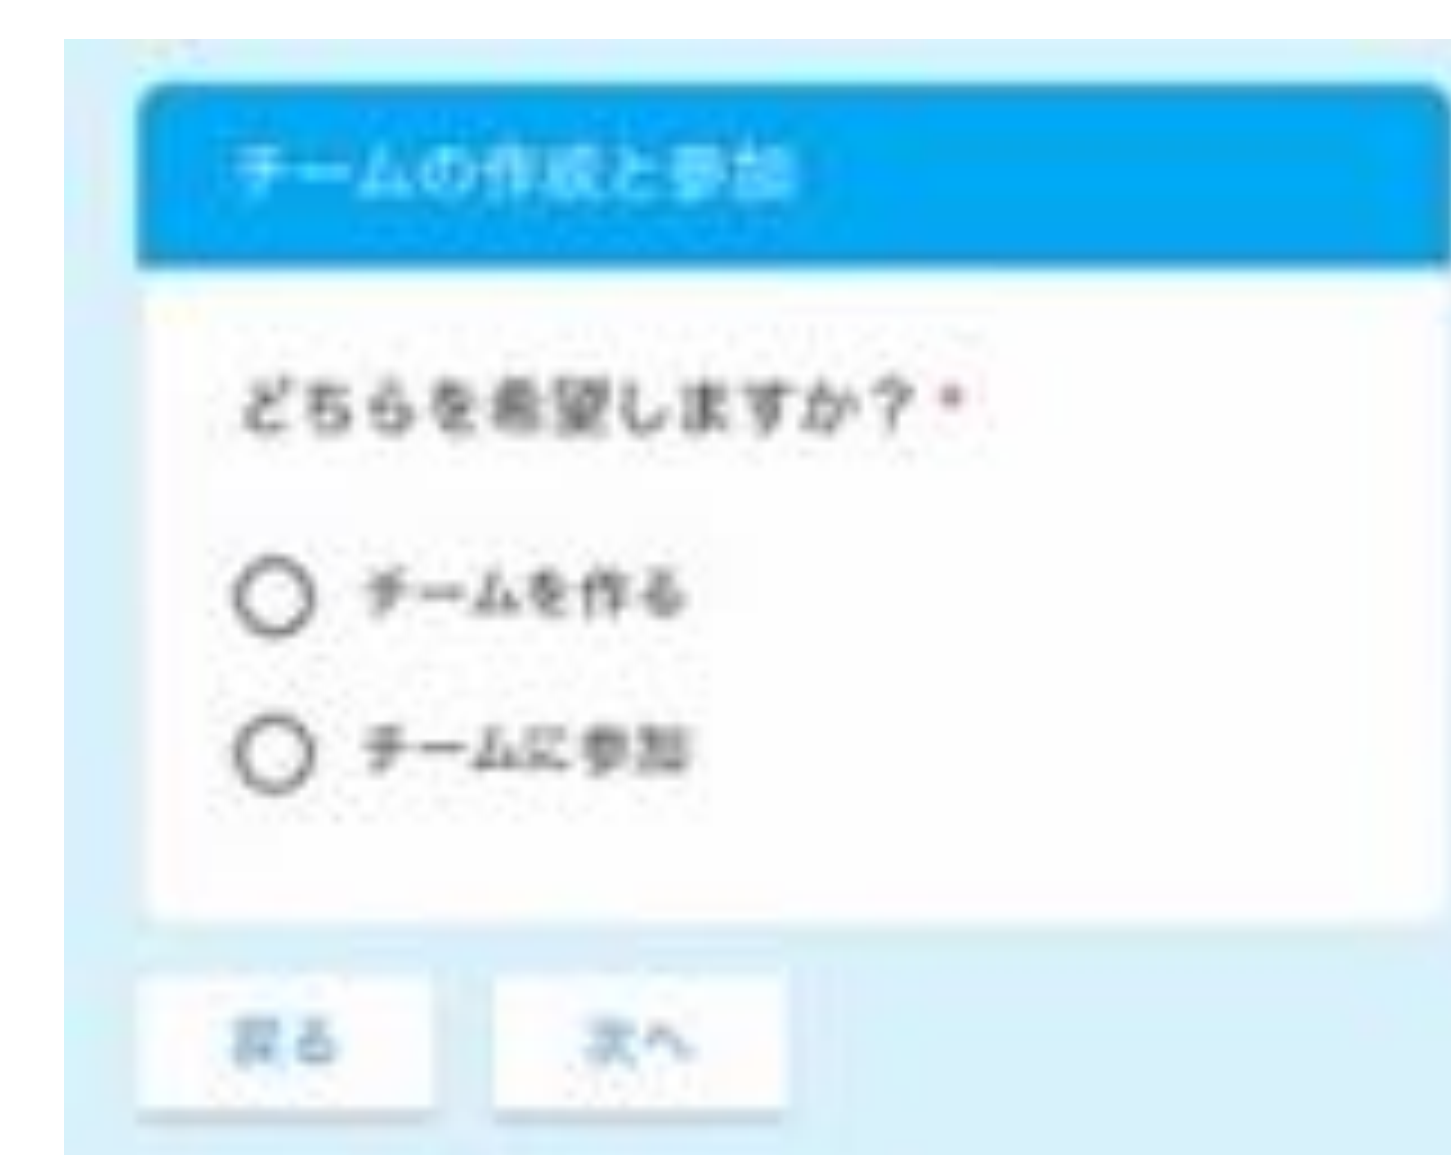 チームの作成と参加
どちらを希望しますか？*
チームを作る
チームに参加
戻る
次へ